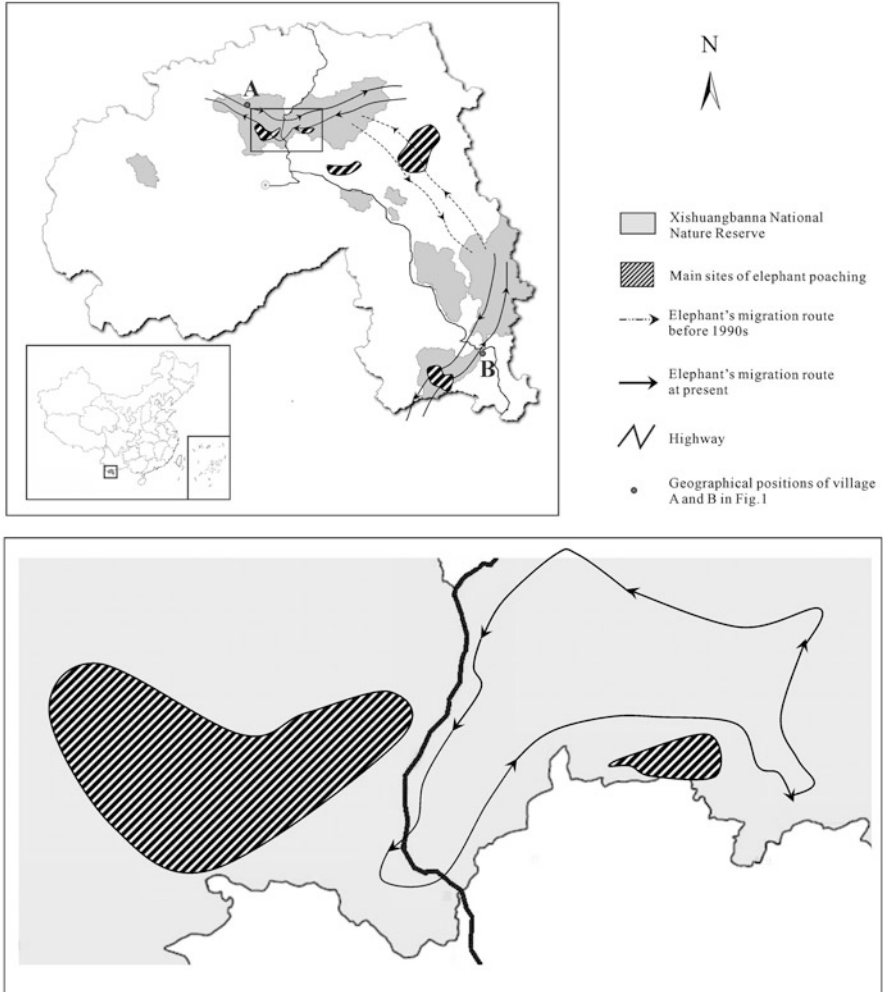 A
B
N
Xishuangbanna National
Nature Reserve
Main sites of elephant poaching
Elephant's migration route
before 1990s
Elephant's migration route
at present
Highway
Geographical positions of village
A and B in Fig.1